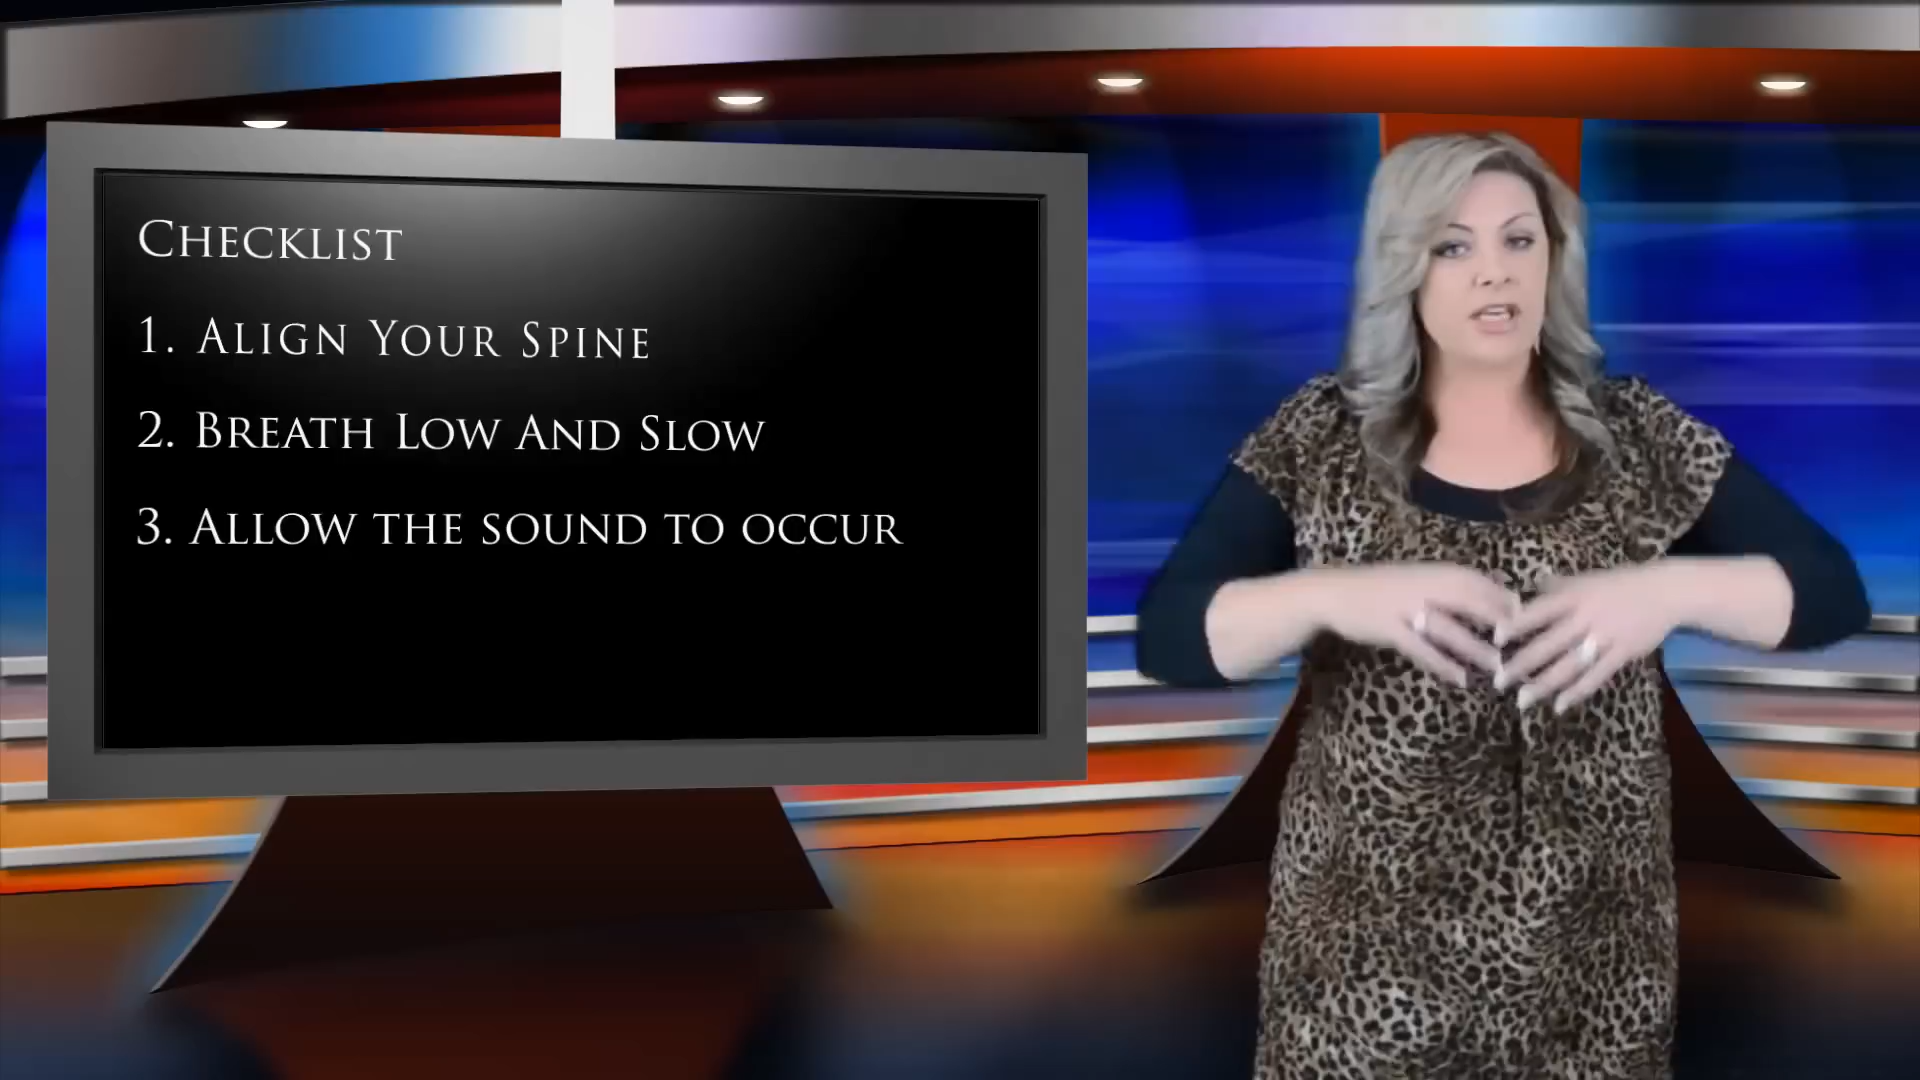 Checklist
1. Align Your Spine
2. Breath Low And Slow
3. Allow the sound to occur